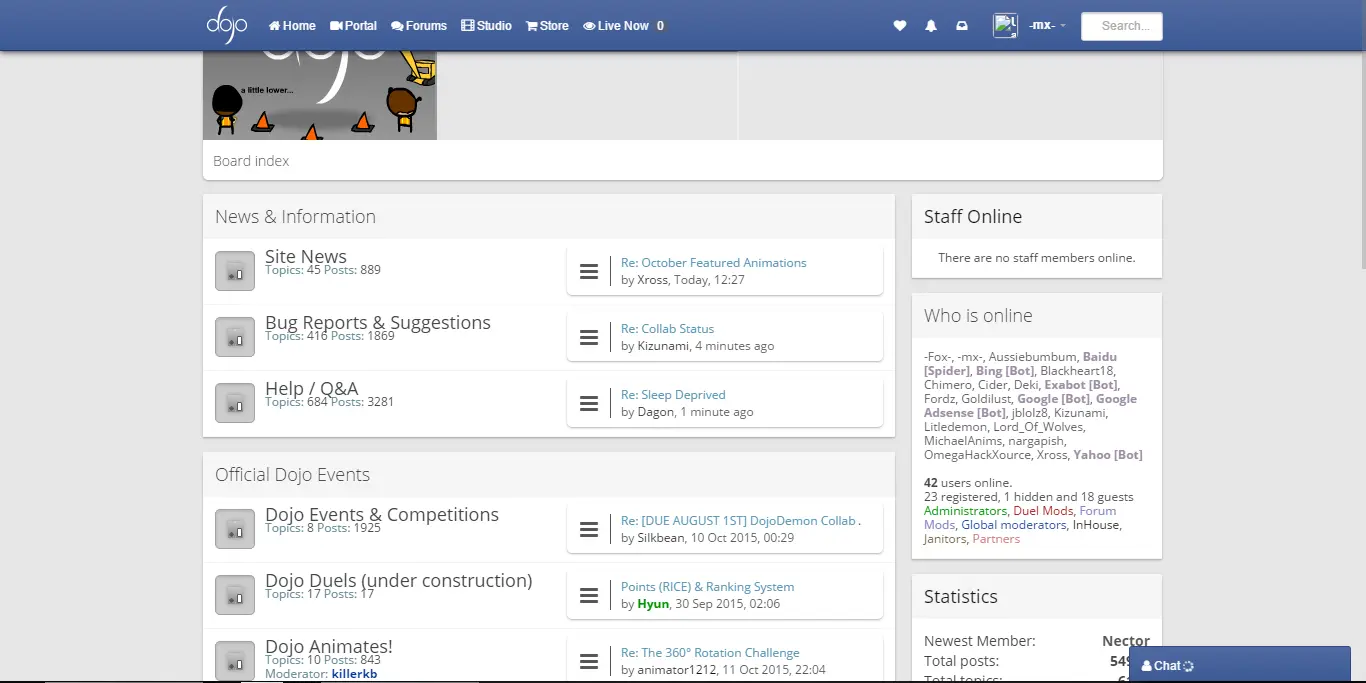 dojo Home Portal Forums Studio Store Live Now 0 -mx- Search...
a little lower...
Board index
News & Information
Site News
Topics: 45 Posts: 889
Re: October Featured Animations
by Xross, Today, 12:27
Bug Reports & Suggestions
Topics: 416 Posts: 1869
Re: Collab Status
by Kizunami, 4 minutes ago
Help / Q&A
Topics: 684 Posts: 3281
Re: Sleep Deprived
by Dagon, 1 minute ago
Official Dojo Events
Dojo Events & Competitions
Topics: 8 Posts: 1925
Re: [DUE AUGUST 1ST] DojoDemon Collab .
by Silkbean, 10 Oct 2015, 00:29
Dojo Duels (under construction)
Topics: 17 Posts: 17
Points (RICE) & Ranking System
by Hyun, 30 Sep 2015, 02:06
Dojo Animates!
Topics: 10 Posts: 843
Moderator: killerkb
Re: The 360° Rotation Challenge
by animator1212, 11 Oct 2015, 22:04
Staff Online
There are no staff members online.
Who is online
-Fox-, -mx-, Aussiebumbum, Baidu
[Spider], Bing [Bot], Blackheart18,
Chimero, Cider, Deki, Exabot [Bot],
Fordz, Goldilust, Google [Bot], Google
Adsense [Bot], jblolz8, Kizunami,
Litledemon, Lord_Of_Wolves,
MichaelAnims, nargapish,
OmegaHackXource, Xross, Yahoo [Bot]
42 users online.
23 registered, 1 hidden and 18 guests
Administrators, Duel Mods, Forum
Mods, Global moderators, InHouse,
Janitors, Partners
Statistics
Newest Member: Nector
Total posts:
Total topics:
Chat